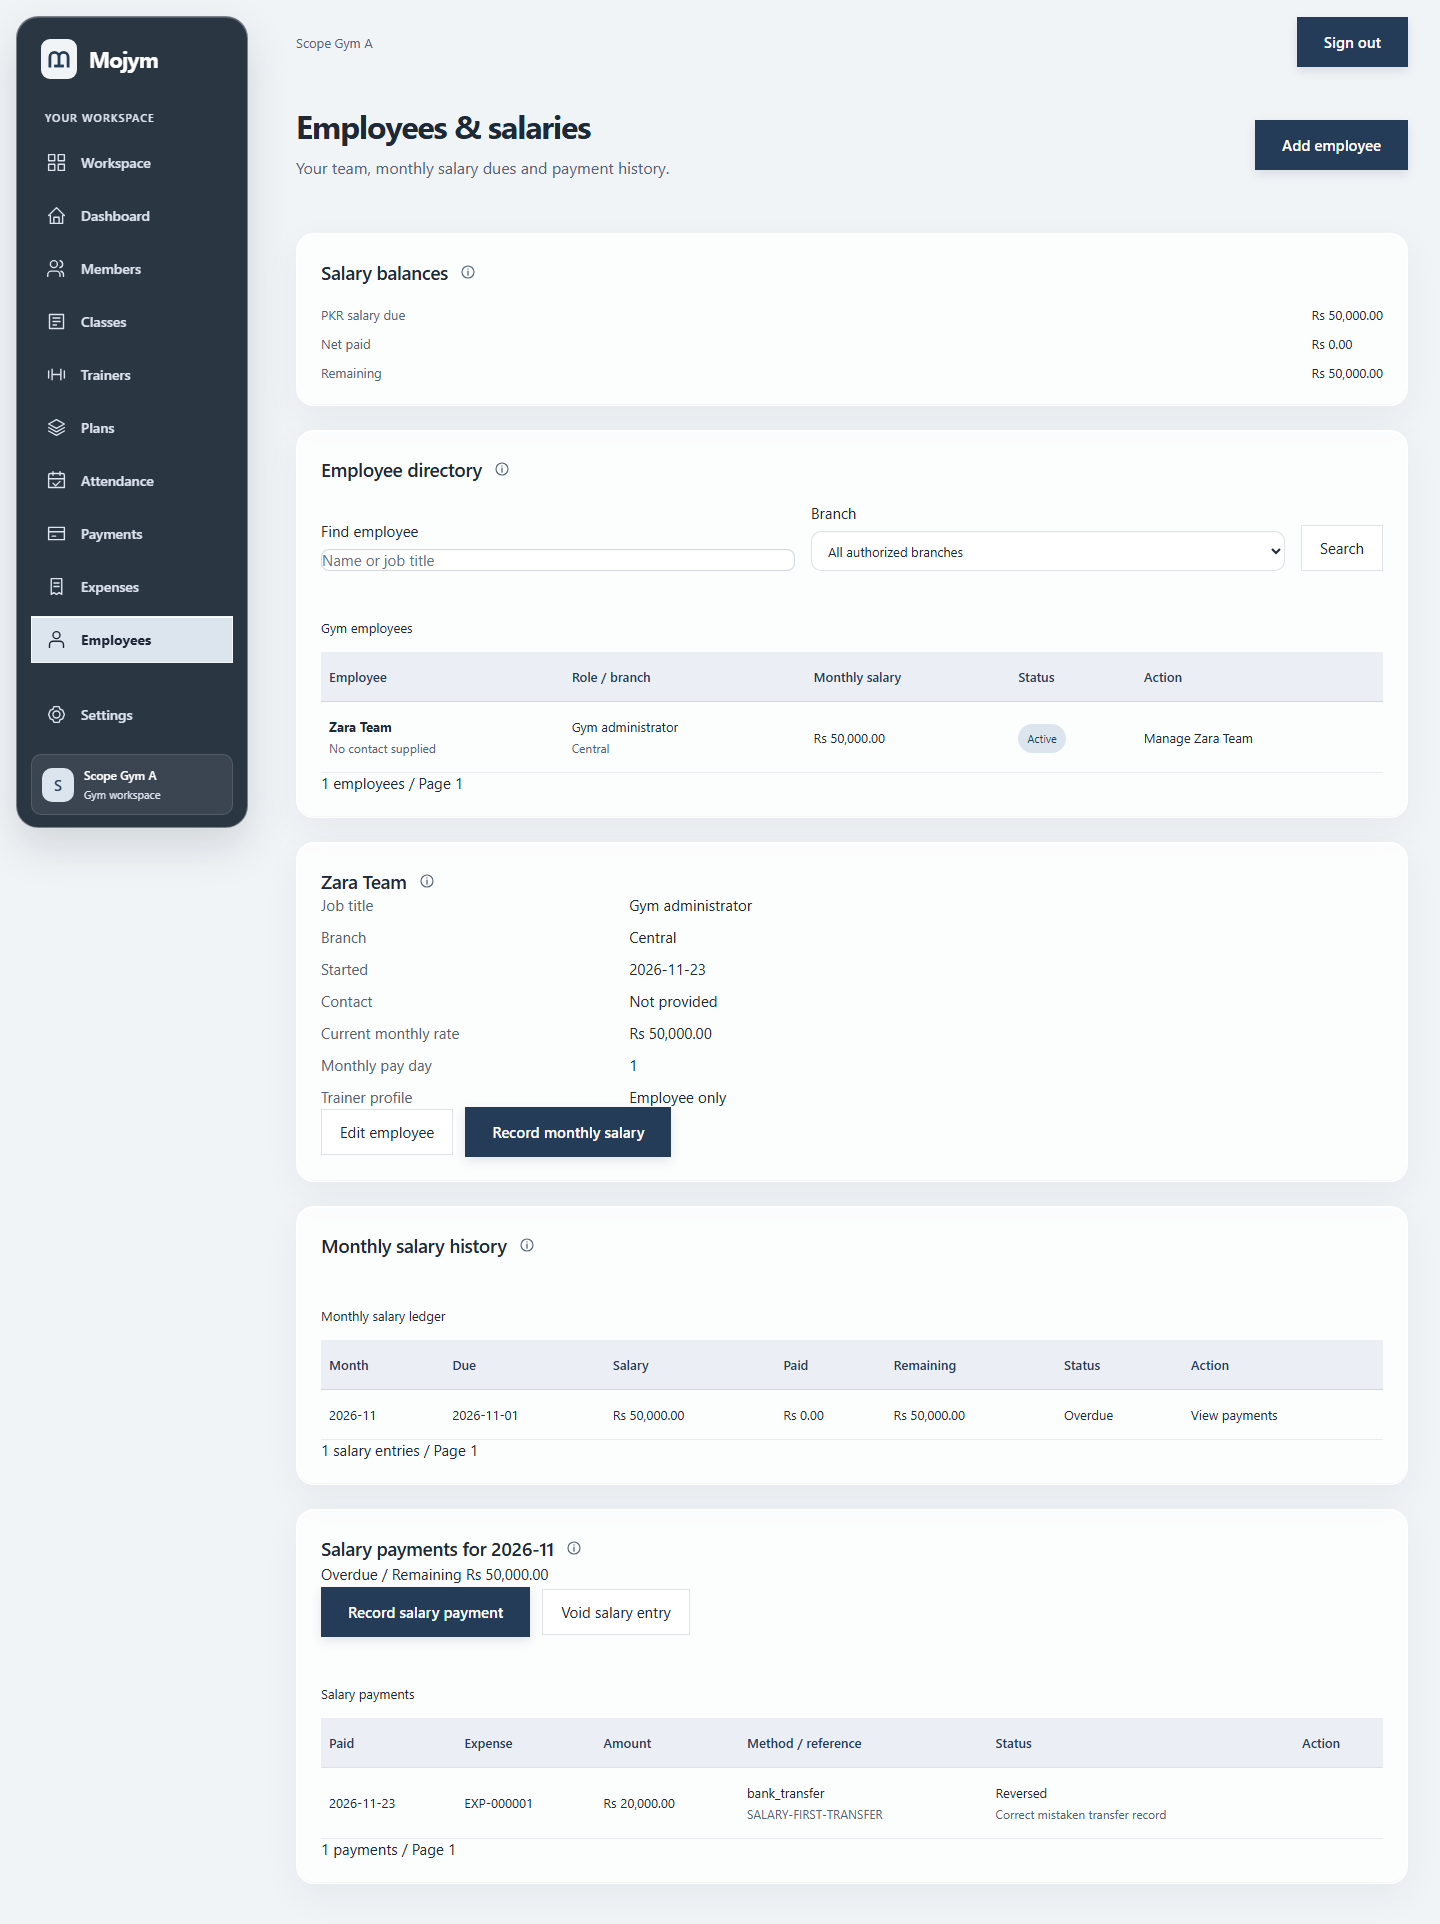 Mojym
YOUR WORKSPACE
Workspace
Dashboard
Members
Classes
Trainers
Plans
Attendance
Payments
Expenses
Employees
Settings
S
Scope Gym A
Gym workspace
Scope Gym A
Sign out
Employees & salaries
Your team, monthly salary dues and payment history.
Add employee
Salary balances
PKR salary due Rs 50,000.00
Net paid Rs 0.00
Remaining Rs 50,000.00
Employee directory
Find employee
Name or job title
Branch
All authorized branches
Search
Gym employees
Employee Role / branch Monthly salary Status Action
Zara Team Gym administrator Rs 50,000.00 Active Manage Zara Team
No contact supplied Central
1 employees / Page 1
Zara Team
Job title Gym administrator
Branch Central
Started 2026-11-23
Contact Not provided
Current monthly rate Rs 50,000.00
Monthly pay day 1
Trainer profile Employee only
Edit employee Record monthly salary
Monthly salary history
Monthly salary ledger
Month Due Salary Paid Remaining Status Action
2026-11 2026-11-01 Rs 50,000.00 Rs 0.00 Rs 50,000.00 Overdue View payments
1 salary entries / Page 1
Salary payments for 2026-11
Overdue / Remaining Rs 50,000.00
Record salary payment Void salary entry
Salary payments
Paid Expense Amount Method / reference Status Action
2026-11-23 EXP-000001 Rs 20,000.00 bank_transfer Reversed
SALARY-FIRST-TRANSFER Correct mistaken transfer record
1 payments / Page 1